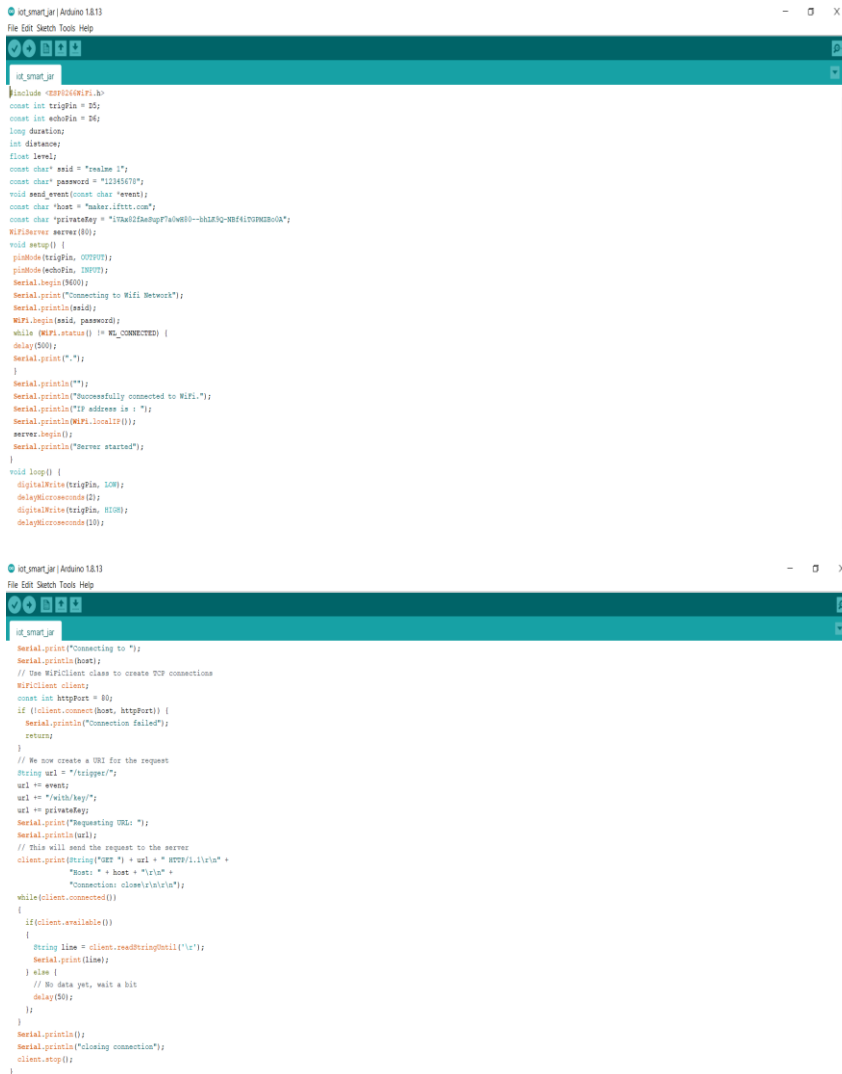 iot_smart_jar | Arduino 1.8.13
File Edit Sketch Tools Help
iot_smart_jar
#include <ESP8266WiFi.h>
const int trigPin = D5;
const int echoPin = D6;
long duration;
int distance;
float level;
const char* ssid = "realme 1";
const char* password = "12345678";
void send_event(const char *event);
const char *host = "maker.ifttt.com";
const char *privateKey =
WiFiServer server(80);
void setup() {
pinMode(trigPin, OUTPUT);
pinMode(echoPin, INPUT);
Serial.begin(9600);
Serial.print("Connecting to Wifi Network");
Serial.println(ssid);
WiFi.begin(ssid, password);
while (WiFi.status() != WL_CONNECTED) {
delay(500);
Serial.print(".");
}
Serial.println("");
Serial.println("Successfully connected to WiFi.");
Serial.println("IP address is : ");
Serial.println(WiFi.localIP());
server.begin();
Serial.println("Server started");
}
void loop() {
digitalWrite(trigPin, LOW);
delayMicroseconds(2);
digitalWrite(trigPin, HIGH);
delayMicroseconds(10);
iot_smart_jar | Arduino 1.8.13
File Edit Sketch Tools Help
iot_smart_jar
Serial.print("Connecting to ");
Serial.println(host);
// Use WiFiClient class to create TCP connections
WiFiClient client;
const int httpPort = 80;
if (!client.connect(host, httpPort)) {
Serial.println("Connection failed");
return;
}
// We now create a URI for the request
String url = "/trigger/";
url += event;
url += "/with/key/";
url += privateKey;
Serial.print("Requesting URL: ");
Serial.println(url);
// This will send the request to the server
client.print(String("GET ") + url + " HTTP/1.1\r\n" +
"Host: " + host + "\r\n" +
"Connection: close\r\n\r\n");
while(client.connected())
{
if(client.available())
{
String line = client.readStringUntil('\r');
Serial.print(line);
} else {
// No data yet, wait a bit
delay(50);
};
}
Serial.println();
Serial.println("closing connection");
client.stop();
}